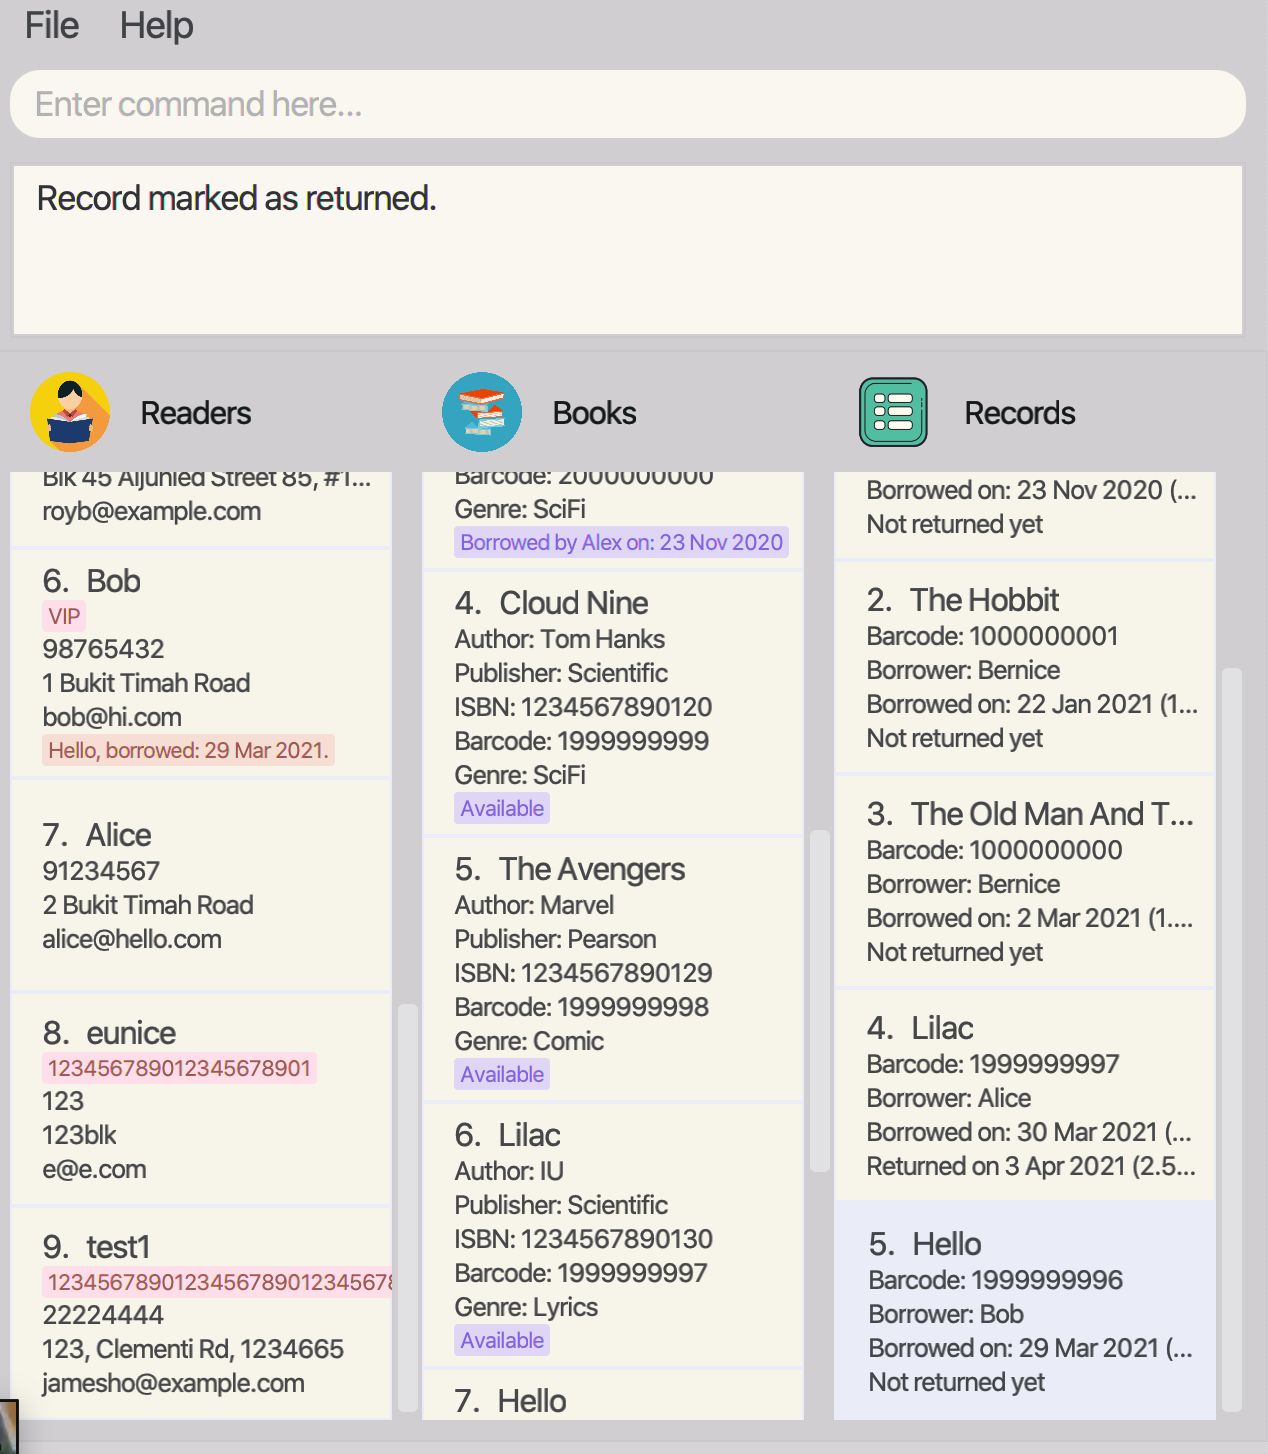 File Help
Enter command here...
Record marked as returned.
Readers
Books
Records
Blk 45 Aljunied Street 85, #1...
royb@example.com
6. Bob
VIP
98765432
1 Bukit Timah Road
bob@hi.com
Hello, borrowed: 29 Mar 2021.
7. Alice
91234567
2 Bukit Timah Road
alice@hello.com
8. eunice
123456789012345678901
123
123blk
e@e.com
9. test1
1234567890123456789012345678
22224444
123, Clementi Rd, 1234665
jamesho@example.com
Barcode: 2000000000
Genre: SciFi
Borrowed by Alex on: 23 Nov 2020
4. Cloud Nine
Author: Tom Hanks
Publisher: Scientific
ISBN: 1234567890120
Barcode: 1999999999
Genre: SciFi
Available
5. The Avengers
Author: Marvel
Publisher: Pearson
ISBN: 1234567890129
Barcode: 1999999998
Genre: Comic
Available
6. Lilac
Author: IU
Publisher: Scientific
ISBN: 1234567890130
Barcode: 1999999997
Genre: Lyrics
Available
7. Hello
Borrowed on: 23 Nov 2020 (...
Not returned yet
2. The Hobbit
Barcode: 1000000001
Borrower: Bernice
Borrowed on: 22 Jan 2021 (1...
Not returned yet
3. The Old Man And T...
Barcode: 1000000000
Borrower: Bernice
Borrowed on: 2 Mar 2021 (1....
Not returned yet
4. Lilac
Barcode: 1999999997
Borrower: Alice
Borrowed on: 30 Mar 2021 (...
Returned on 3 Apr 2021 (2.5...
5. Hello
Barcode: 1999999996
Borrower: Bob
Borrowed on: 29 Mar 2021 (...
Not returned yet